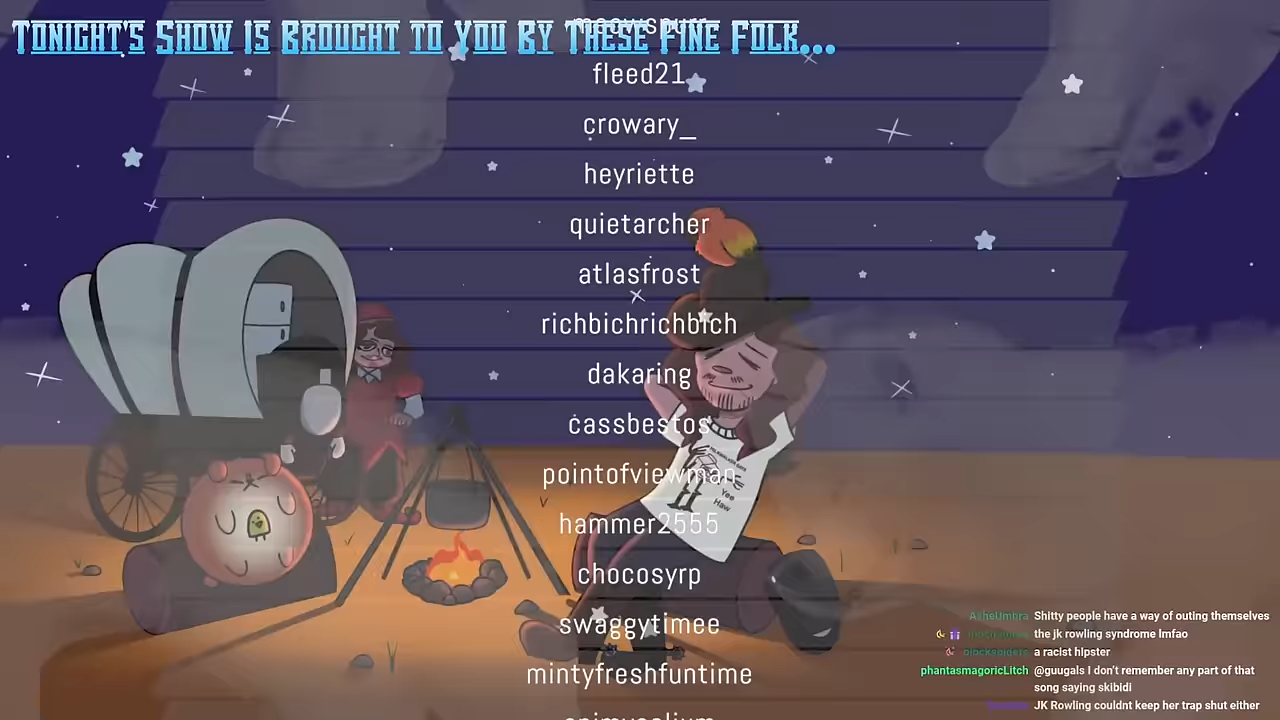 Tonight's Show Is Brought to You By These Fine Folk...
meowspurr
fleed21
crowary_
heyriette
quietarcher
atlasfrost
richbichrichbich
dakaring
cassbestos
pointofviewman
hammer2555
chocosyrp
swaggytimee
mintyfreshfuntime
Yee
Haw
AsheUmbra Shitty people have a way of outing themselves
the jk rowling syndrome lmfao
a racist hipster
phantasmagoricLitch @guugals I don't remember any part of that
song saying skibidi
JK Rowling couldnt keep her trap shut either